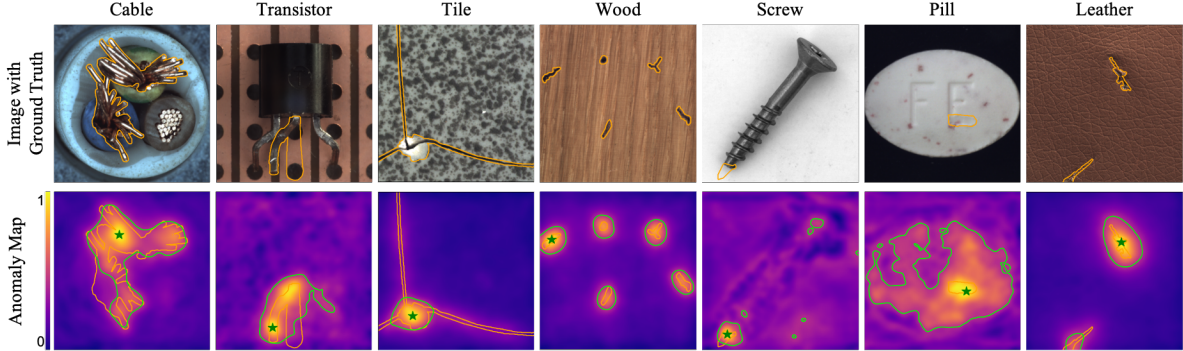 Cable Transistor Tile Wood Screw Pill Leather
Image with
Ground Truth
FE
Anomaly Map
1
0